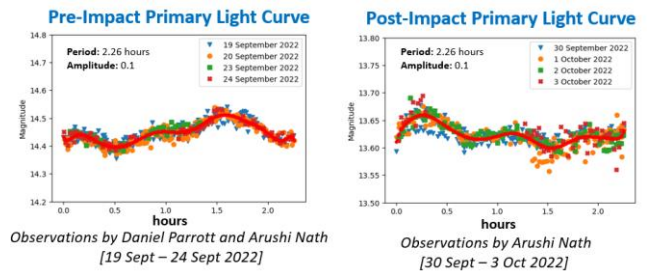 Pre-Impact Primary Light Curve
14.8
14.7
14.6
14.5
14.4
14.3
14.2
Magnitude
Period: 2.26 hours
Amplitude: 0.1
19 September 2022
20 September 2022
23 September 2022
24 September 2022
0.0 0.5 1.0 1.5 2.0
hours
Observations by Daniel Parrott and Arushi Nath
[19 Sept – 24 Sept 2022]
Post-Impact Primary Light Curve
13.80
13.75
13.70
13.65
13.60
13.55
13.50
Magnitude
Period: 2.26 hours
Amplitude: 0.1
30 September 2022
1 October 2022
2 October 2022
3 October 2022
0.0 0.5 1.0 1.5 2.0
hours
Observations by Arushi Nath
[30 Sept – 3 Oct 2022]